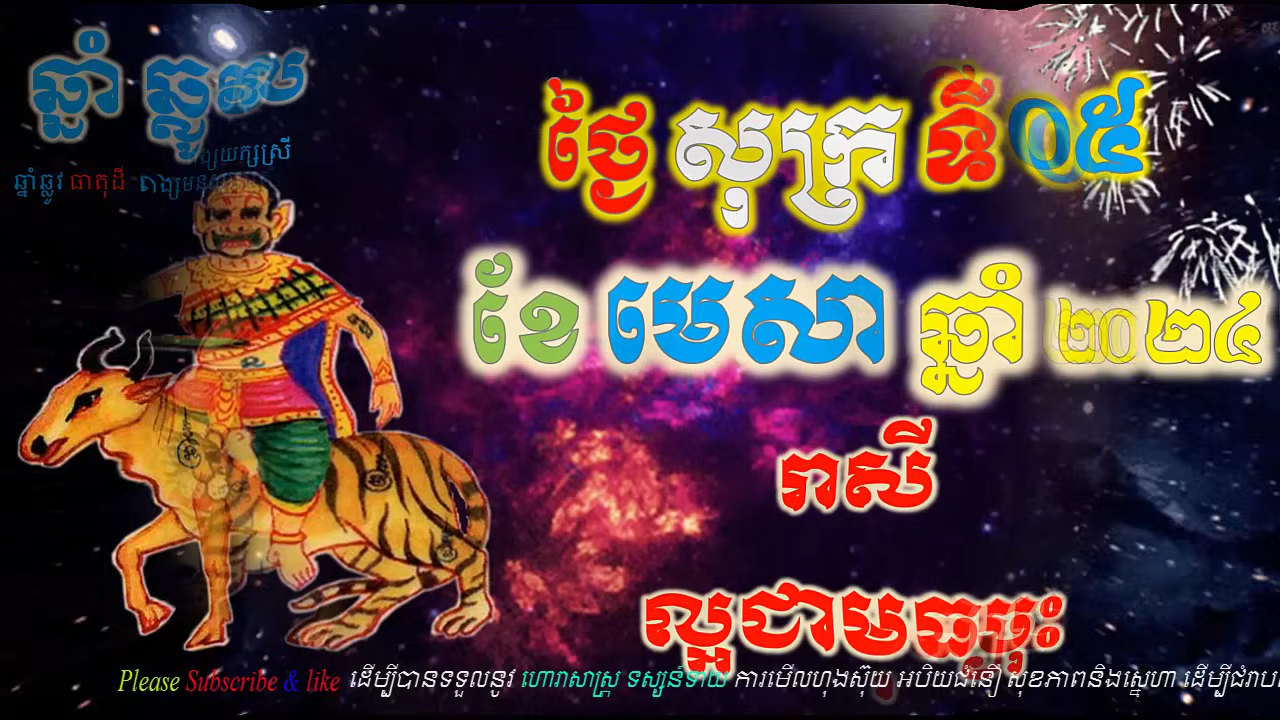 ឆ្នាំ
ថ្ងៃ សុក្រ ទី០៥
ខែ មេសា ឆ្នាំ ២០២៤
ឆ្នាំឆ្លូវ ធាតុដី
រាសី
ល្អជាមធ្យម
Please Subscribe & like ដើម្បីបានទទួលនូវ ហោរាសាស្ត្រ ទស្សន៍ទាយ ការមើលហុងស៊ុយ អបិយជំនឿ សុខភាពនិងស្នេហា ដើម្បីជំរាប